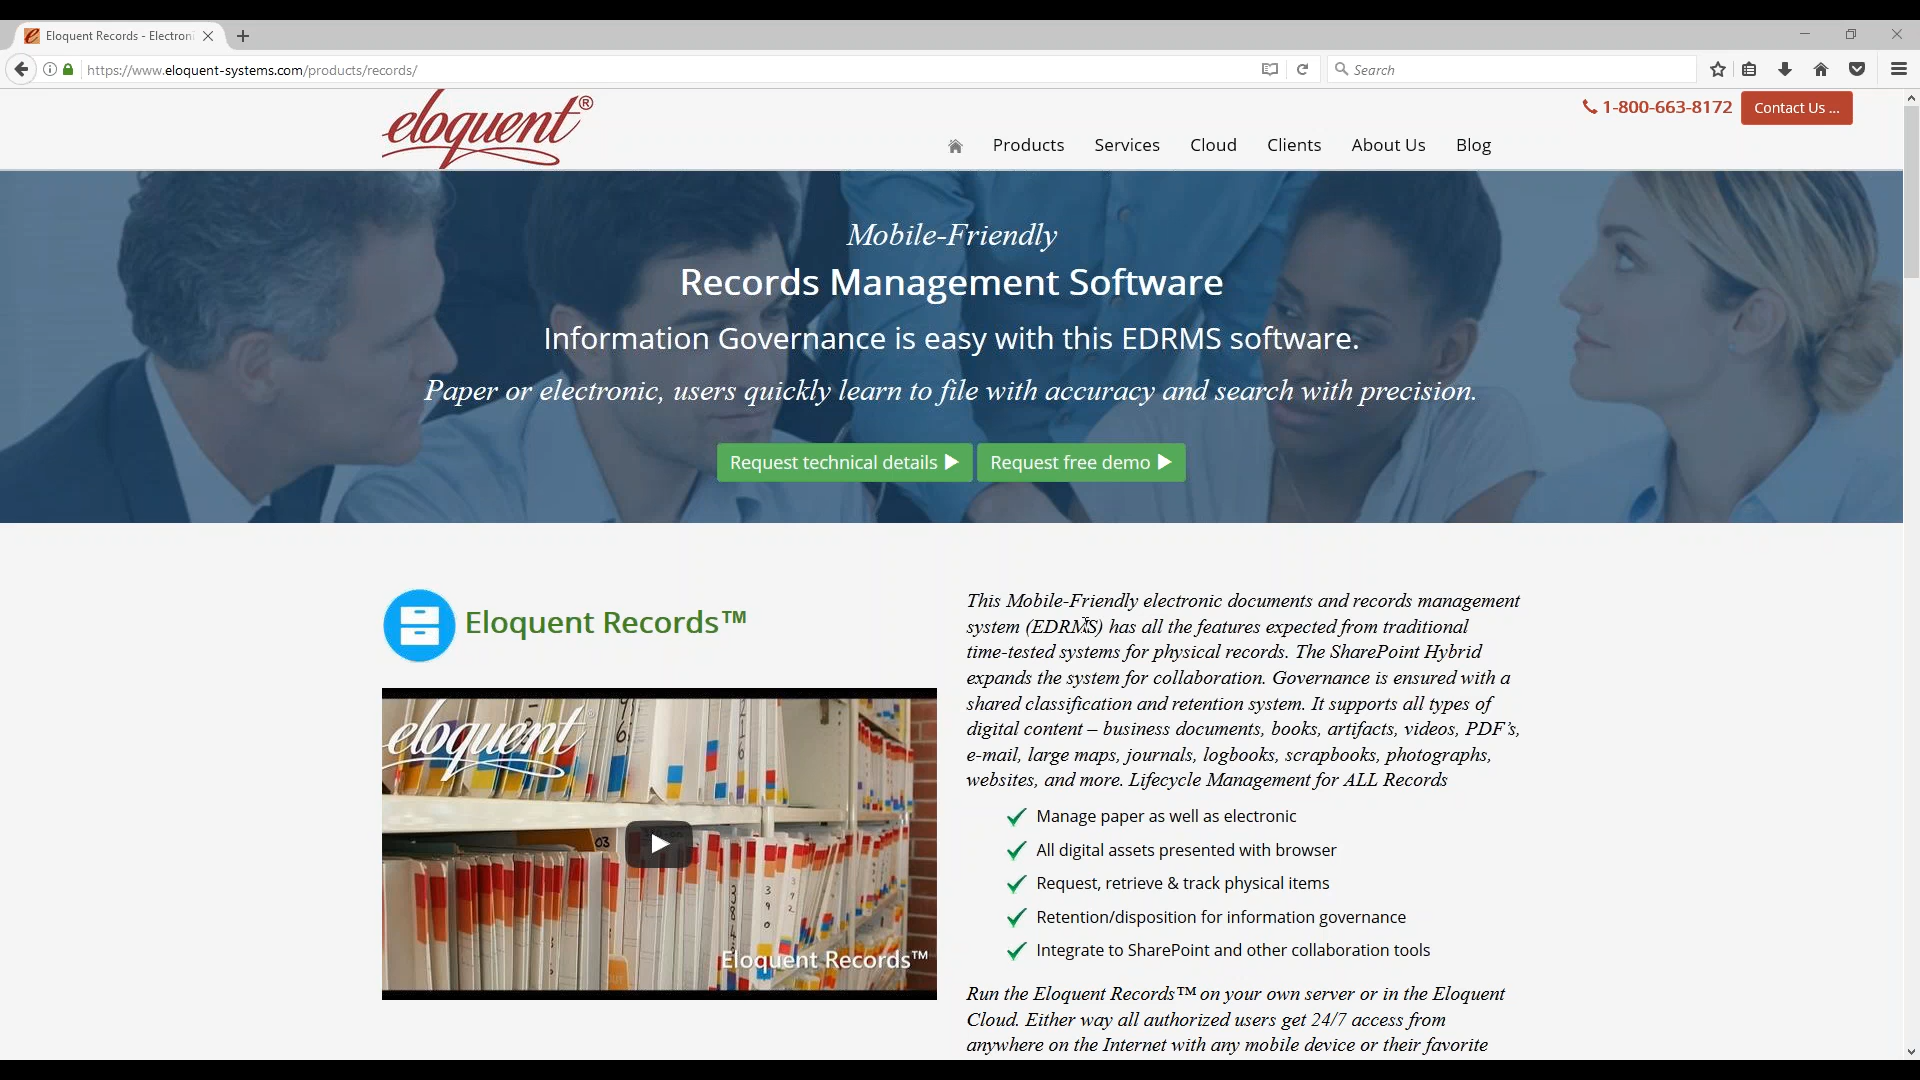 Eloquent Records - Electroni
https://www.eloquent-systems.com/products/records/
Search
eloquent®
1-800-663-8172
Contact Us ...
Products
Services
Cloud
Clients
About Us
Blog
Mobile-Friendly
Records Management Software
Information Governance is easy with this EDRMS software.
Paper or electronic, users quickly learn to file with accuracy and search with precision.
Request technical details
Request free demo
Eloquent Records™
eloquent
Eloquent Records™
This Mobile-Friendly electronic documents and records management
system (EDRMS) has all the features expected from traditional
time-tested systems for physical records. The SharePoint Hybrid
expands the system for collaboration. Governance is ensured with a
shared classification and retention system. It supports all types of
digital content – business documents, books, artifacts, videos, PDF’s,
e-mail, large maps, journals, logbooks, scrapbooks, photographs,
websites, and more. Lifecycle Management for ALL Records
Manage paper as well as electronic
All digital assets presented with browser
Request, retrieve & track physical items
Retention/disposition for information governance
Integrate to SharePoint and other collaboration tools
Run the Eloquent Records™ on your own server or in the Eloquent
Cloud. Either way all authorized users get 24/7 access from
anywhere on the Internet with any mobile device or their favorite